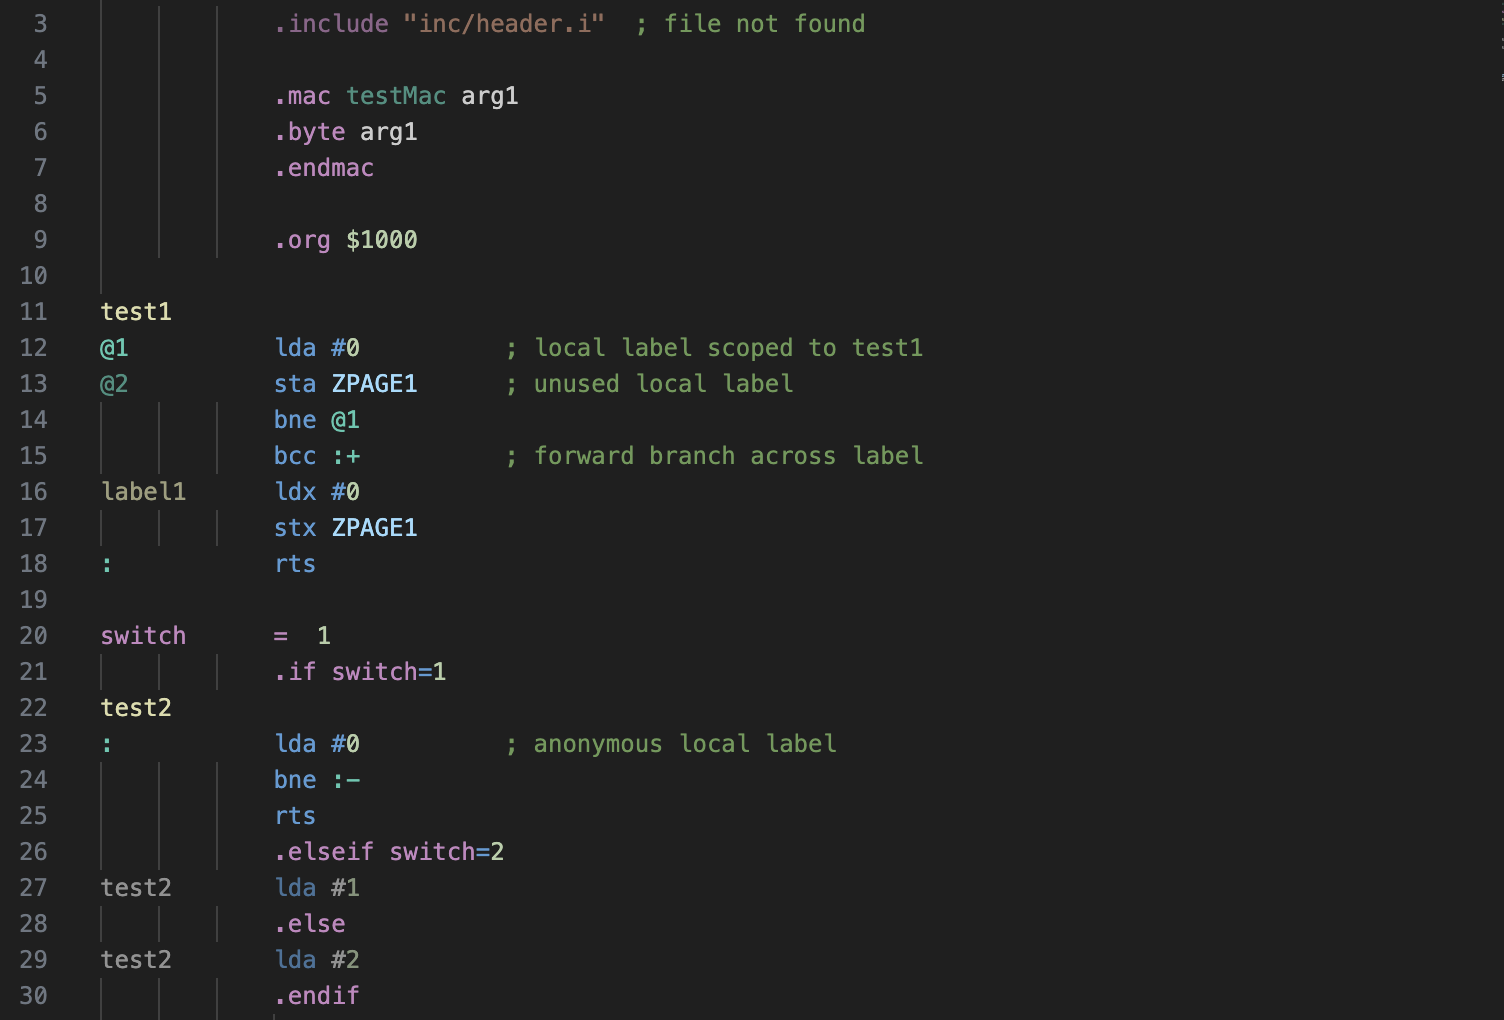 3 .include "inc/header.i" ; file not found
4
5 .mac testMac arg1
6 .byte arg1
7 .endmac
8
9 .org $1000
10
11 test1
12 @1 lda #0 ; local label scoped to test1
13 @2 sta ZPAGE1 ; unused local label
14 bne @1
15 bcc :+ ; forward branch across label
16 label1 ldx #0
17 stx ZPAGE1
18 : rts
19
20 switch = 1
21 .if switch=1
22 test2
23 : lda #0 ; anonymous local label
24 bne :-
25 rts
26 .elseif switch=2
27 test2 lda #1
28 .else
29 test2 lda #2
30 .endif